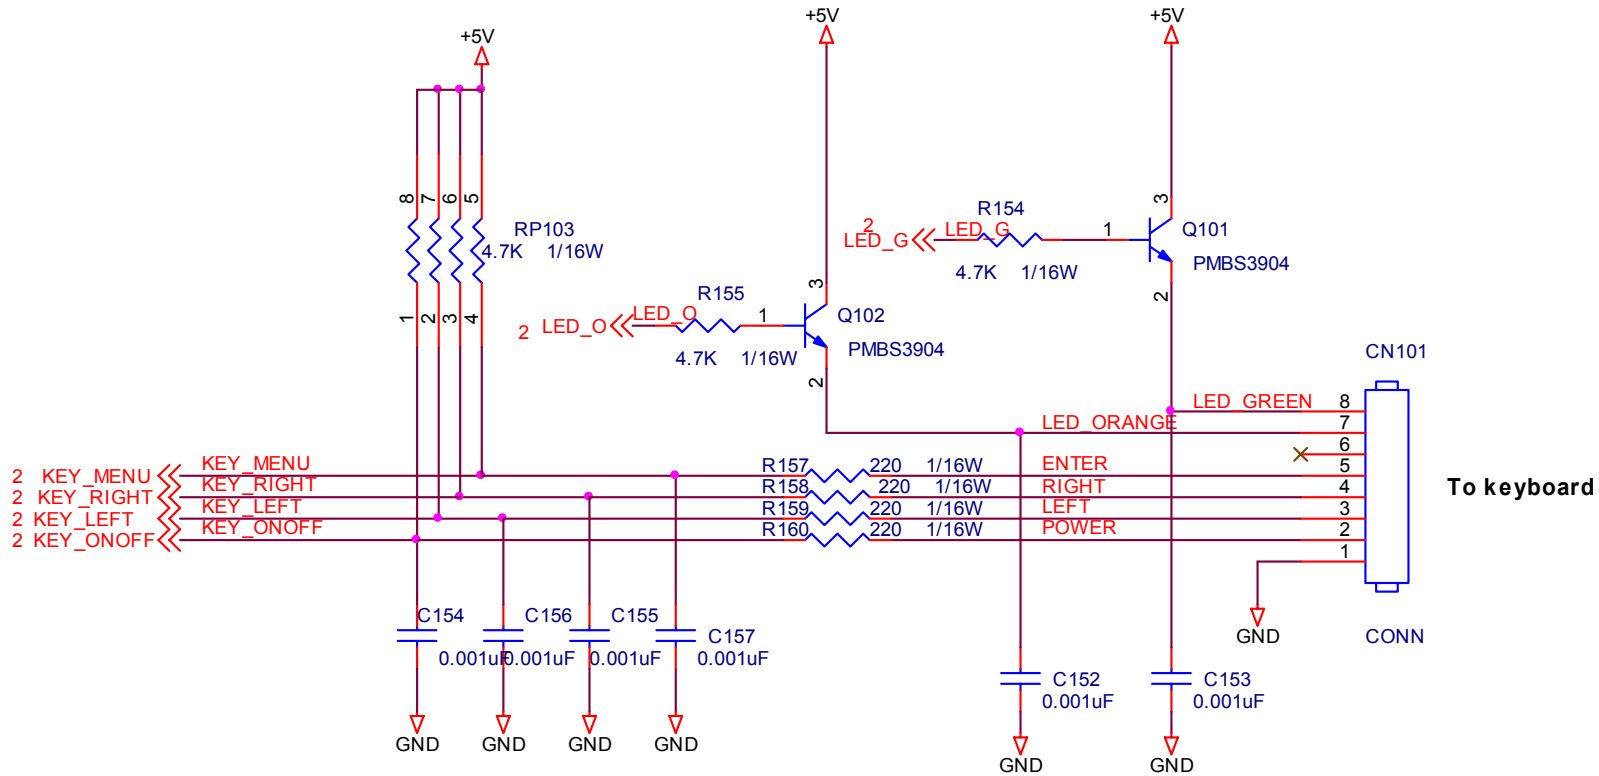 +5V
+5V
+5V
8 7 6 5
RP103
4.7K 1/16W
1 2 3 4
R154
2
LED_G
LED_G
4.7K 1/16W
1
3
Q101
PMBS3904
2
R155
2 LED_O
LED_O
4.7K 1/16W
1
3
Q102
PMBS3904
2
CN101
LED_GREEN 8
LED_ORANGE 7
6
2 KEY_MENU KEY_MENU R157 220 1/16W ENTER 5
2 KEY_RIGHT KEY_RIGHT R158 220 1/16W RIGHT 4
2 KEY_LEFT KEY_LEFT R159 220 1/16W LEFT 3
2 KEY_ONOFF KEY_ONOFF R160 220 1/16W POWER 2
1
To keyboard
GND
CONN
C154
0.001uF
C156
0.001uF
C155
0.001uF
C157
0.001uF
C152
0.001uF
C153
0.001uF
GND GND GND GND
GND GND